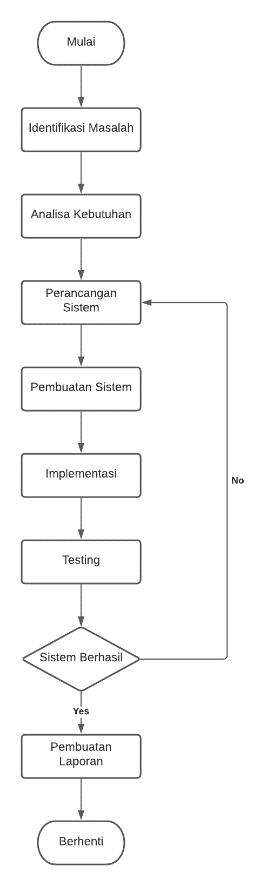 Mulai
Identifikasi Masalah
Analisa Kebutuhan
Perancangan
Sistem
Pembuatan Sistem
Implementasi
No
Testing
Sistem Berhasil
Yes
Pembuatan
Laporan
Berhenti